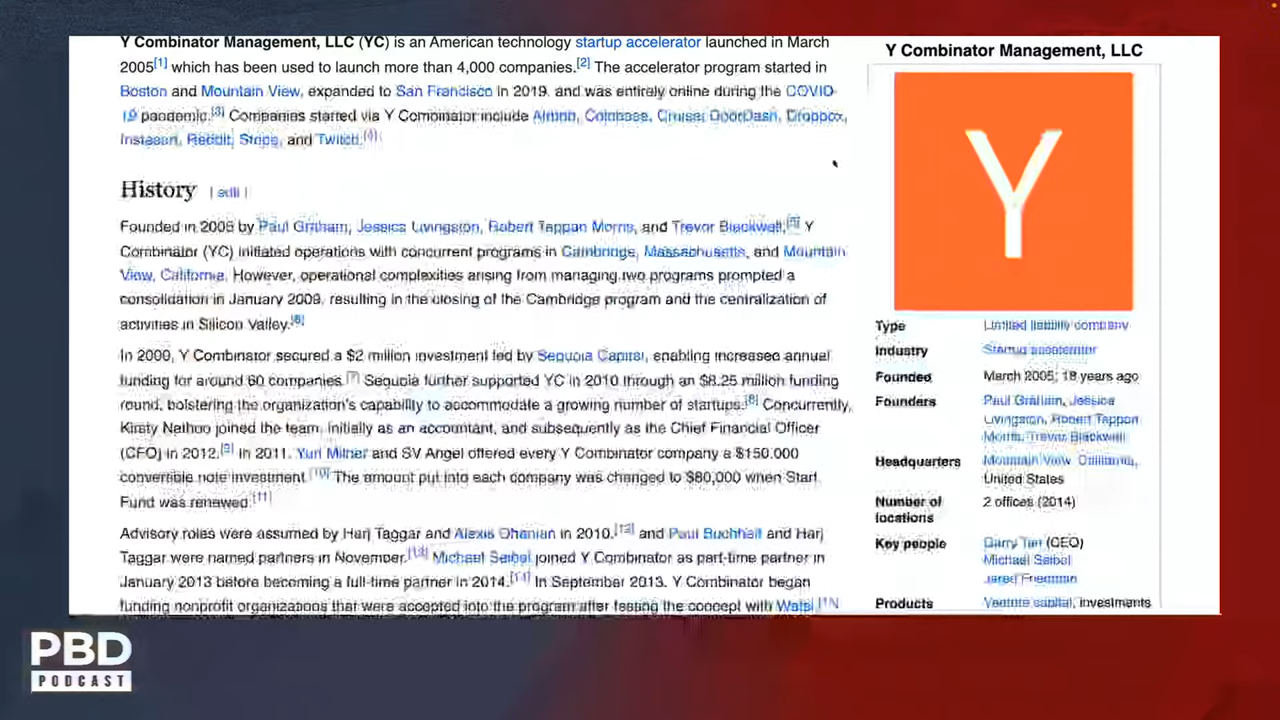 Y Combinator Management, LLC (YC) is an American technology startup accelerator launched in March
2005[1] which has been used to launch more than 4,000 companies.[2] The accelerator program started in
Boston and Mountain View, expanded to San Francisco in 2019, and was entirely online during the COVID-
19 pandemic.[3] Companies started via Y Combinator include Airbnb, Coinbase, Cruise, DoorDash, Dropbox,
Instacart, Reddit, Stripe, and Twitch.[4]
History [ edit ]
Founded in 2005 by Paul Graham, Jessica Livingston, Robert Tappan Morris, and Trevor Blackwell,[5] Y
Combinator (YC) initiated operations with concurrent programs in Cambridge, Massachusetts, and Mountain
View, California. However, operational complexities arising from managing two programs prompted a
consolidation in January 2009, resulting in the closing of the Cambridge program and the centralization of
activities in Silicon Valley.[6]
In 2009, Y Combinator secured a $2 million investment led by Sequoia Capital, enabling increased annual
funding for around 60 companies.[7] Sequoia further supported YC in 2010 through an $8.25 million funding
round, bolstering the organization's capability to accommodate a growing number of startups.[8] Concurrently,
Kirsty Nathoo joined the team, initially as an accountant, and subsequently as the Chief Financial Officer
(CFO) in 2012.[9] In 2011, Yuri Milner and SV Angel offered every Y Combinator company a $150,000
convertible note investment.[10] The amount put into each company was changed to $80,000 when Start
Fund was renewed.[11]
Advisory roles were assumed by Harj Taggar and Alexis Ohanian in 2010,[12] and Paul Buchheit and Harj
Taggar were named partners in November.[13] Michael Seibel joined Y Combinator as part-time partner in
January 2013 before becoming a full-time partner in 2014.[14] In September 2013, Y Combinator began
funding nonprofit organizations that were accepted into the program after testing the concept with Watsi
Y Combinator Management, LLC
Y
Type Limited liability company
Industry Startup accelerator
Founded March 2005; 18 years ago
Founders Paul Graham, Jessica
Livingston, Robert Tappan
Morris, Trevor Blackwell
Headquarters Mountain View, California,
United States
Number of locations 2 offices (2014)
Key people Garry Tan (CEO)
Michael Seibel
Jared Friedman
Products Venture capital, investments
PBD
PODCAST